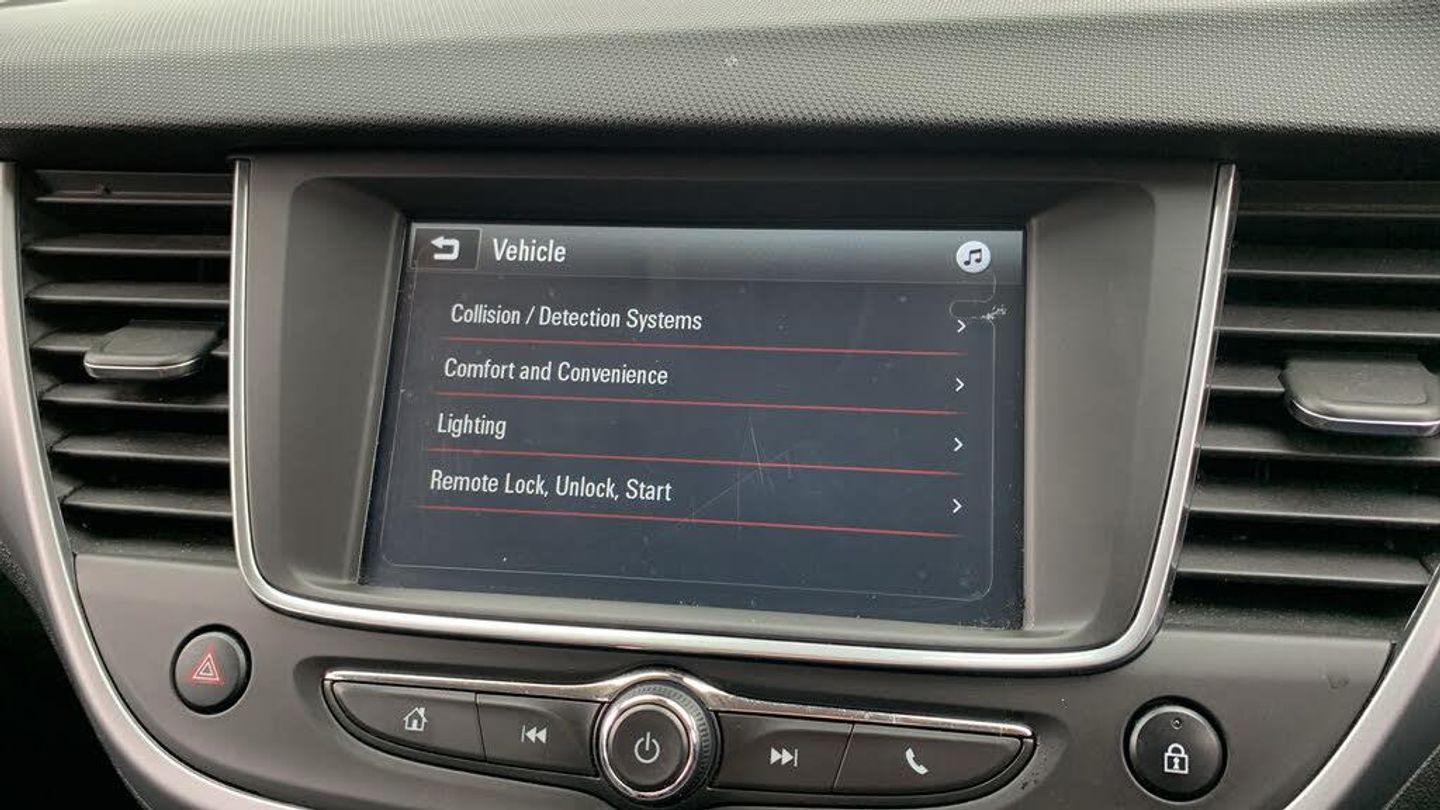 Vehicle
Collision / Detection Systems
Comfort and Convenience
Lighting
Remote Lock, Unlock, Start